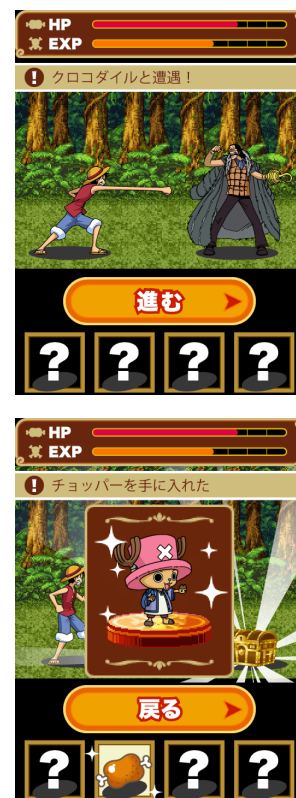 HP
EXP
! クロコダイルと遭遇！
進む
? ? ? ?
HP
EXP
! チョッパーを手に入れた
戻る
? ? ?